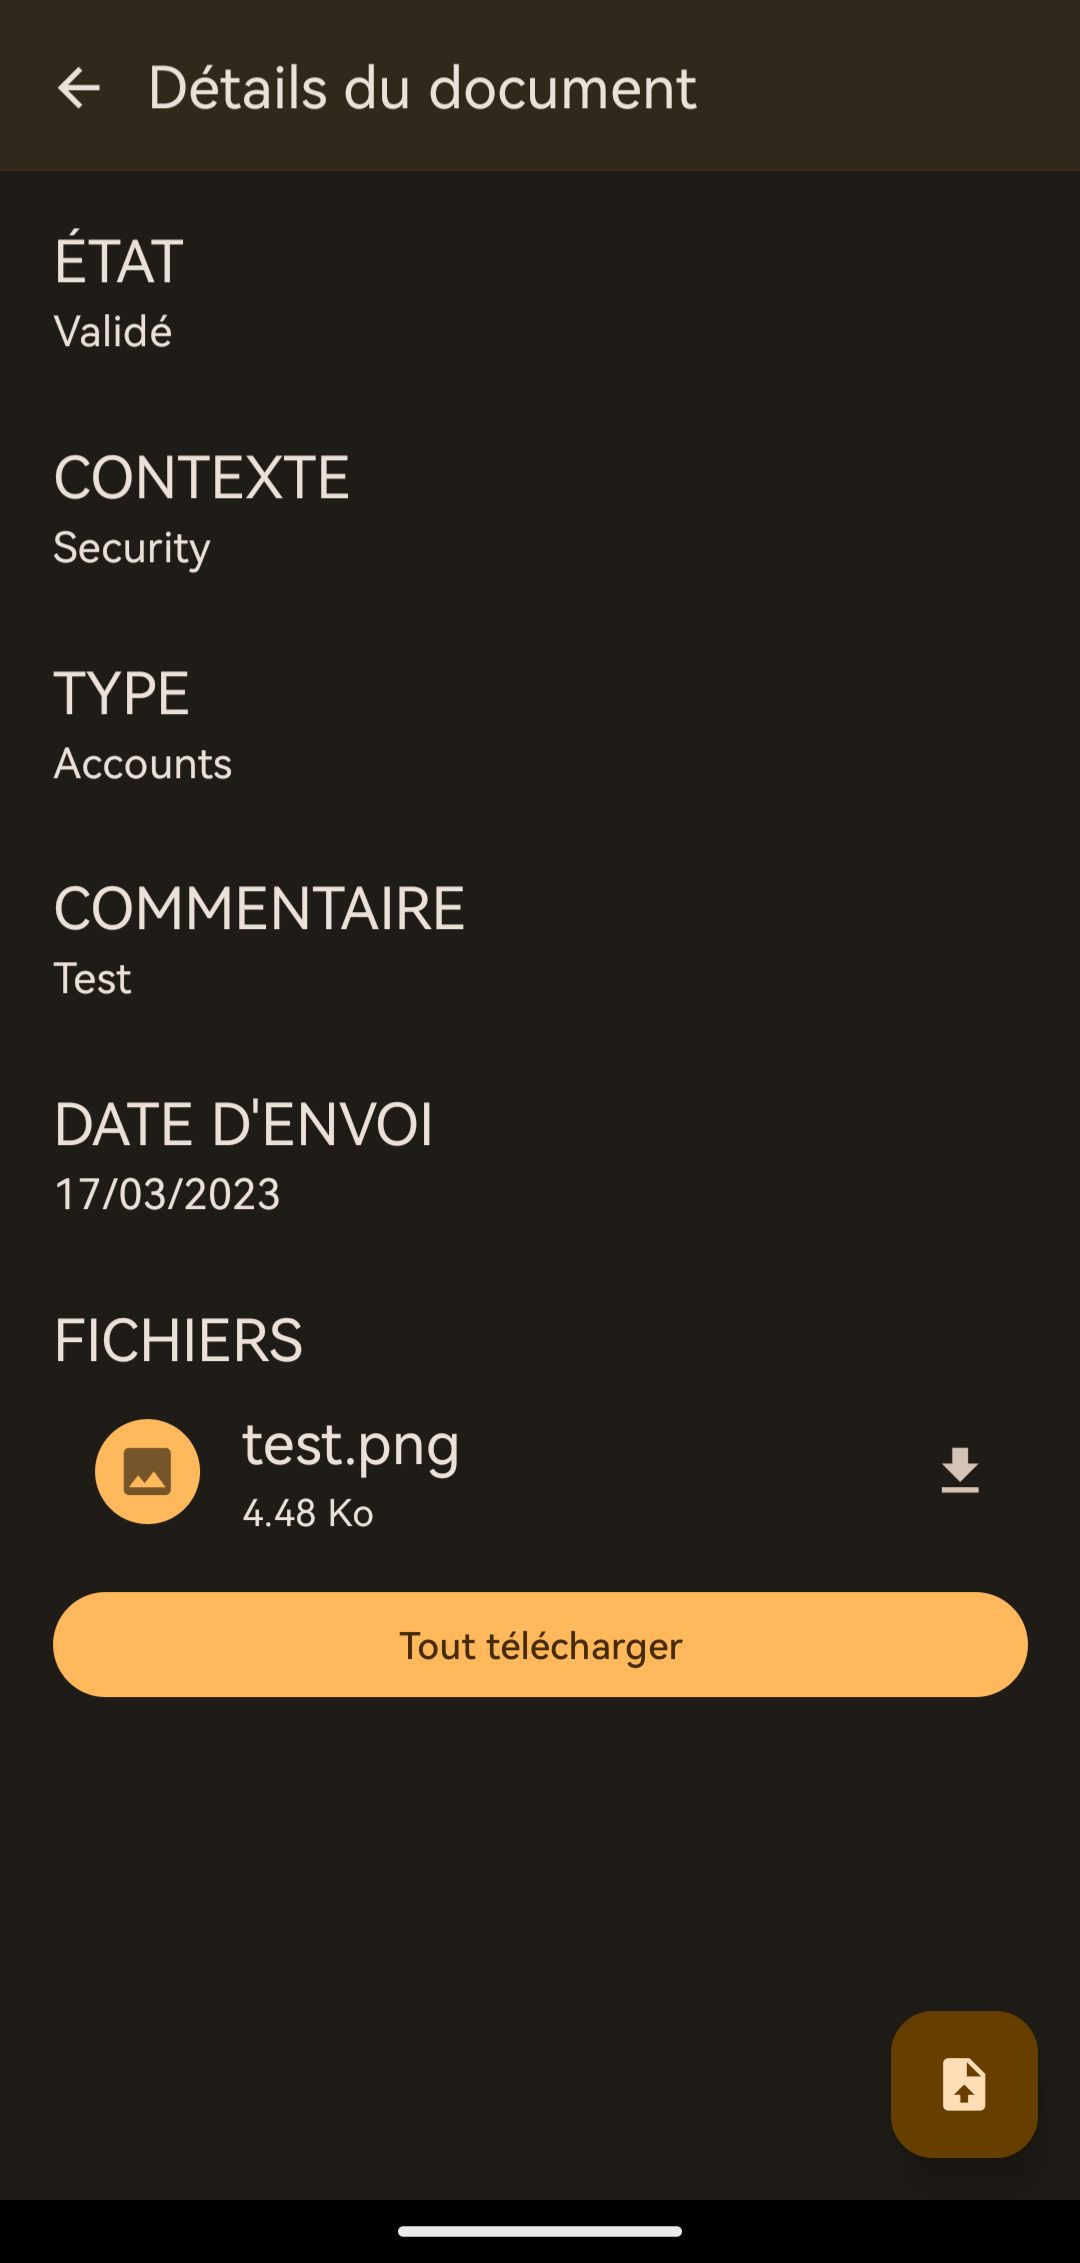 Détails du document
ÉTAT
Validé
CONTEXTE
Security
TYPE
Accounts
COMMENTAIRE
Test
DATE D'ENVOI
17/03/2023
FICHIERS
test.png
4.48 Ko
Tout télécharger